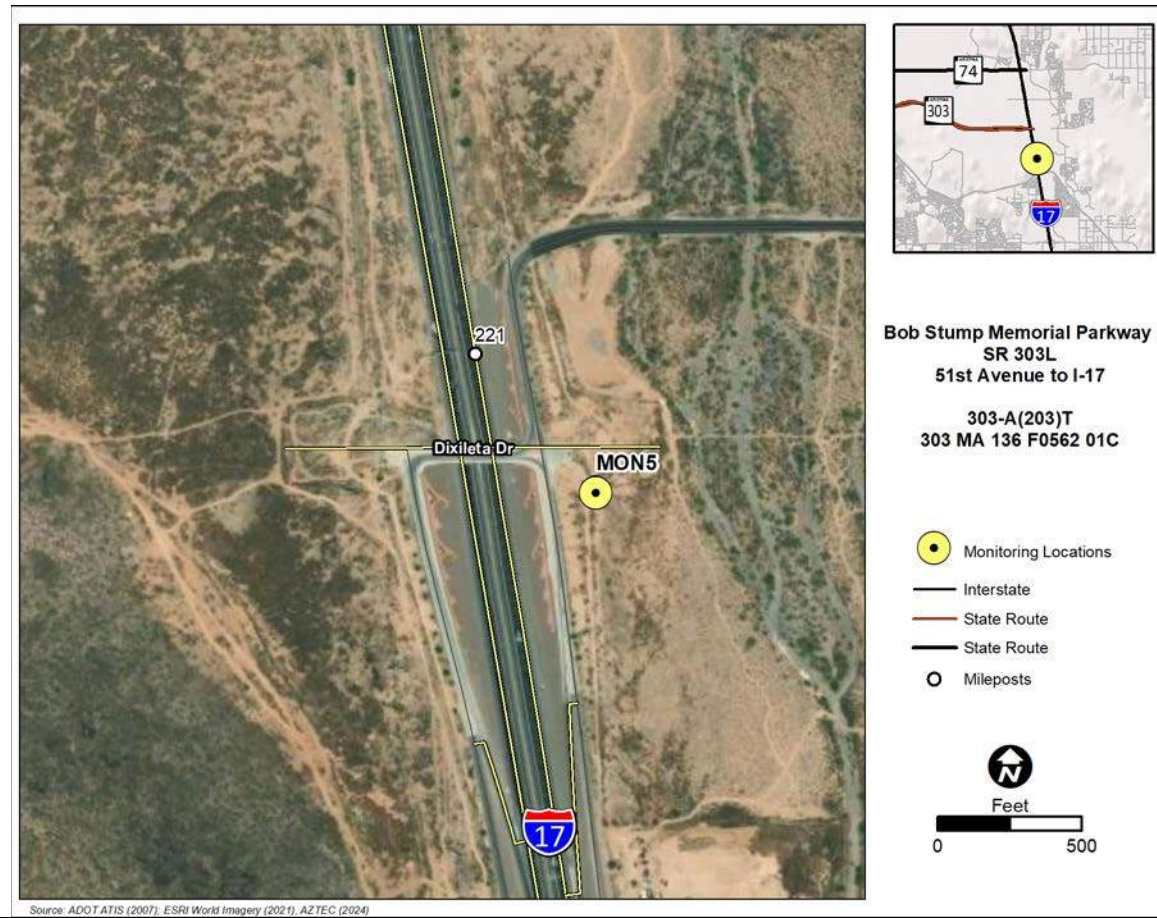 221
Dixileta Dr
MON5
17
ARIZONA
74
ARIZONA
303
17
Bob Stump Memorial Parkway
SR 303L
51st Avenue to I-17
303-A(203)T
303 MA 136 F0562 01C
Monitoring Locations
Interstate
State Route
State Route
Mileposts
N
Feet
0 500
Source: ADOT ATIS (2007); ESRI World Imagery (2021), AZTEC (2024)